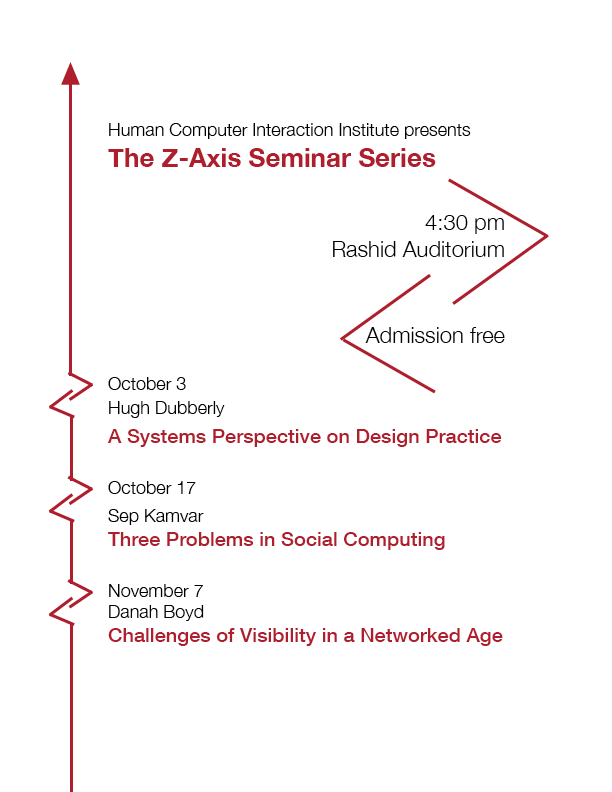 Human Computer Interaction Institute presents
The Z-Axis Seminar Series
4:30 pm
Rashid Auditorium
Admission free
October 3
Hugh Dubberly
A Systems Perspective on Design Practice
October 17
Sep Kamvar
Three Problems in Social Computing
November 7
Danah Boyd
Challenges of Visibility in a Networked Age